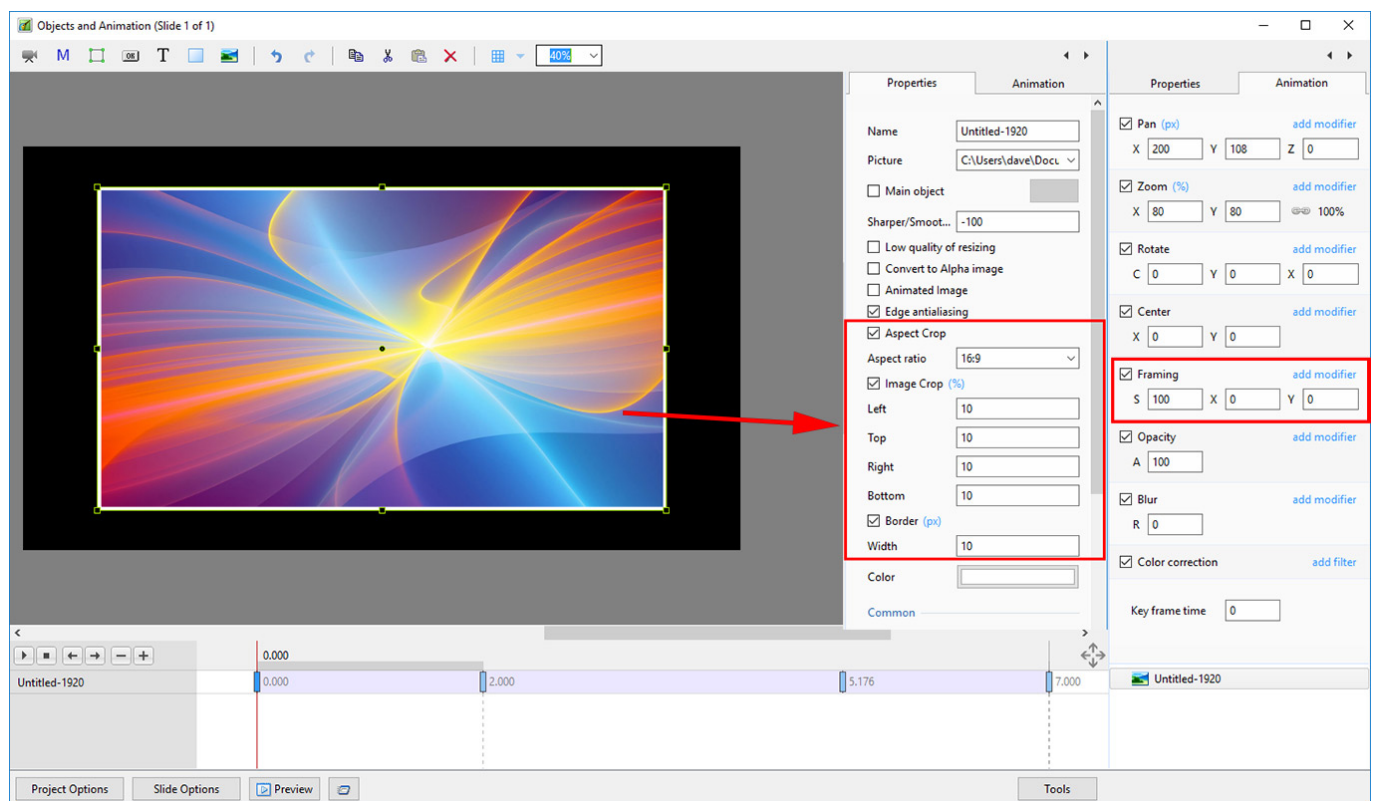 Objects and Animation (Slide 1 of 1)
M OK T 40%
Properties Animation
Name Untitled-1920
Picture C:\Users\dave\Docu
Main object
Sharper/Smoot... -100
Low quality of resizing
Convert to Alpha image
Animated Image
Edge antialiasing
Aspect Crop
Aspect ratio 16:9
Image Crop (%)
Left 10
Top 10
Right 10
Bottom 10
Border (px)
Width 10
Color
Common
Properties Animation
Pan (px) add modifier
X 200 Y 108 Z 0
Zoom (%) add modifier
X 80 Y 80 100%
Rotate add modifier
C 0 Y 0 X 0
Center add modifier
X 0 Y 0
Framing add modifier
S 100 X 0 Y 0
Opacity add modifier
A 100
Blur add modifier
R 0
Color correction add filter
Key frame time 0
0.000
Untitled-1920 0.000 2.000 5.176 7.000
Untitled-1920
Project Options Slide Options Preview Tools